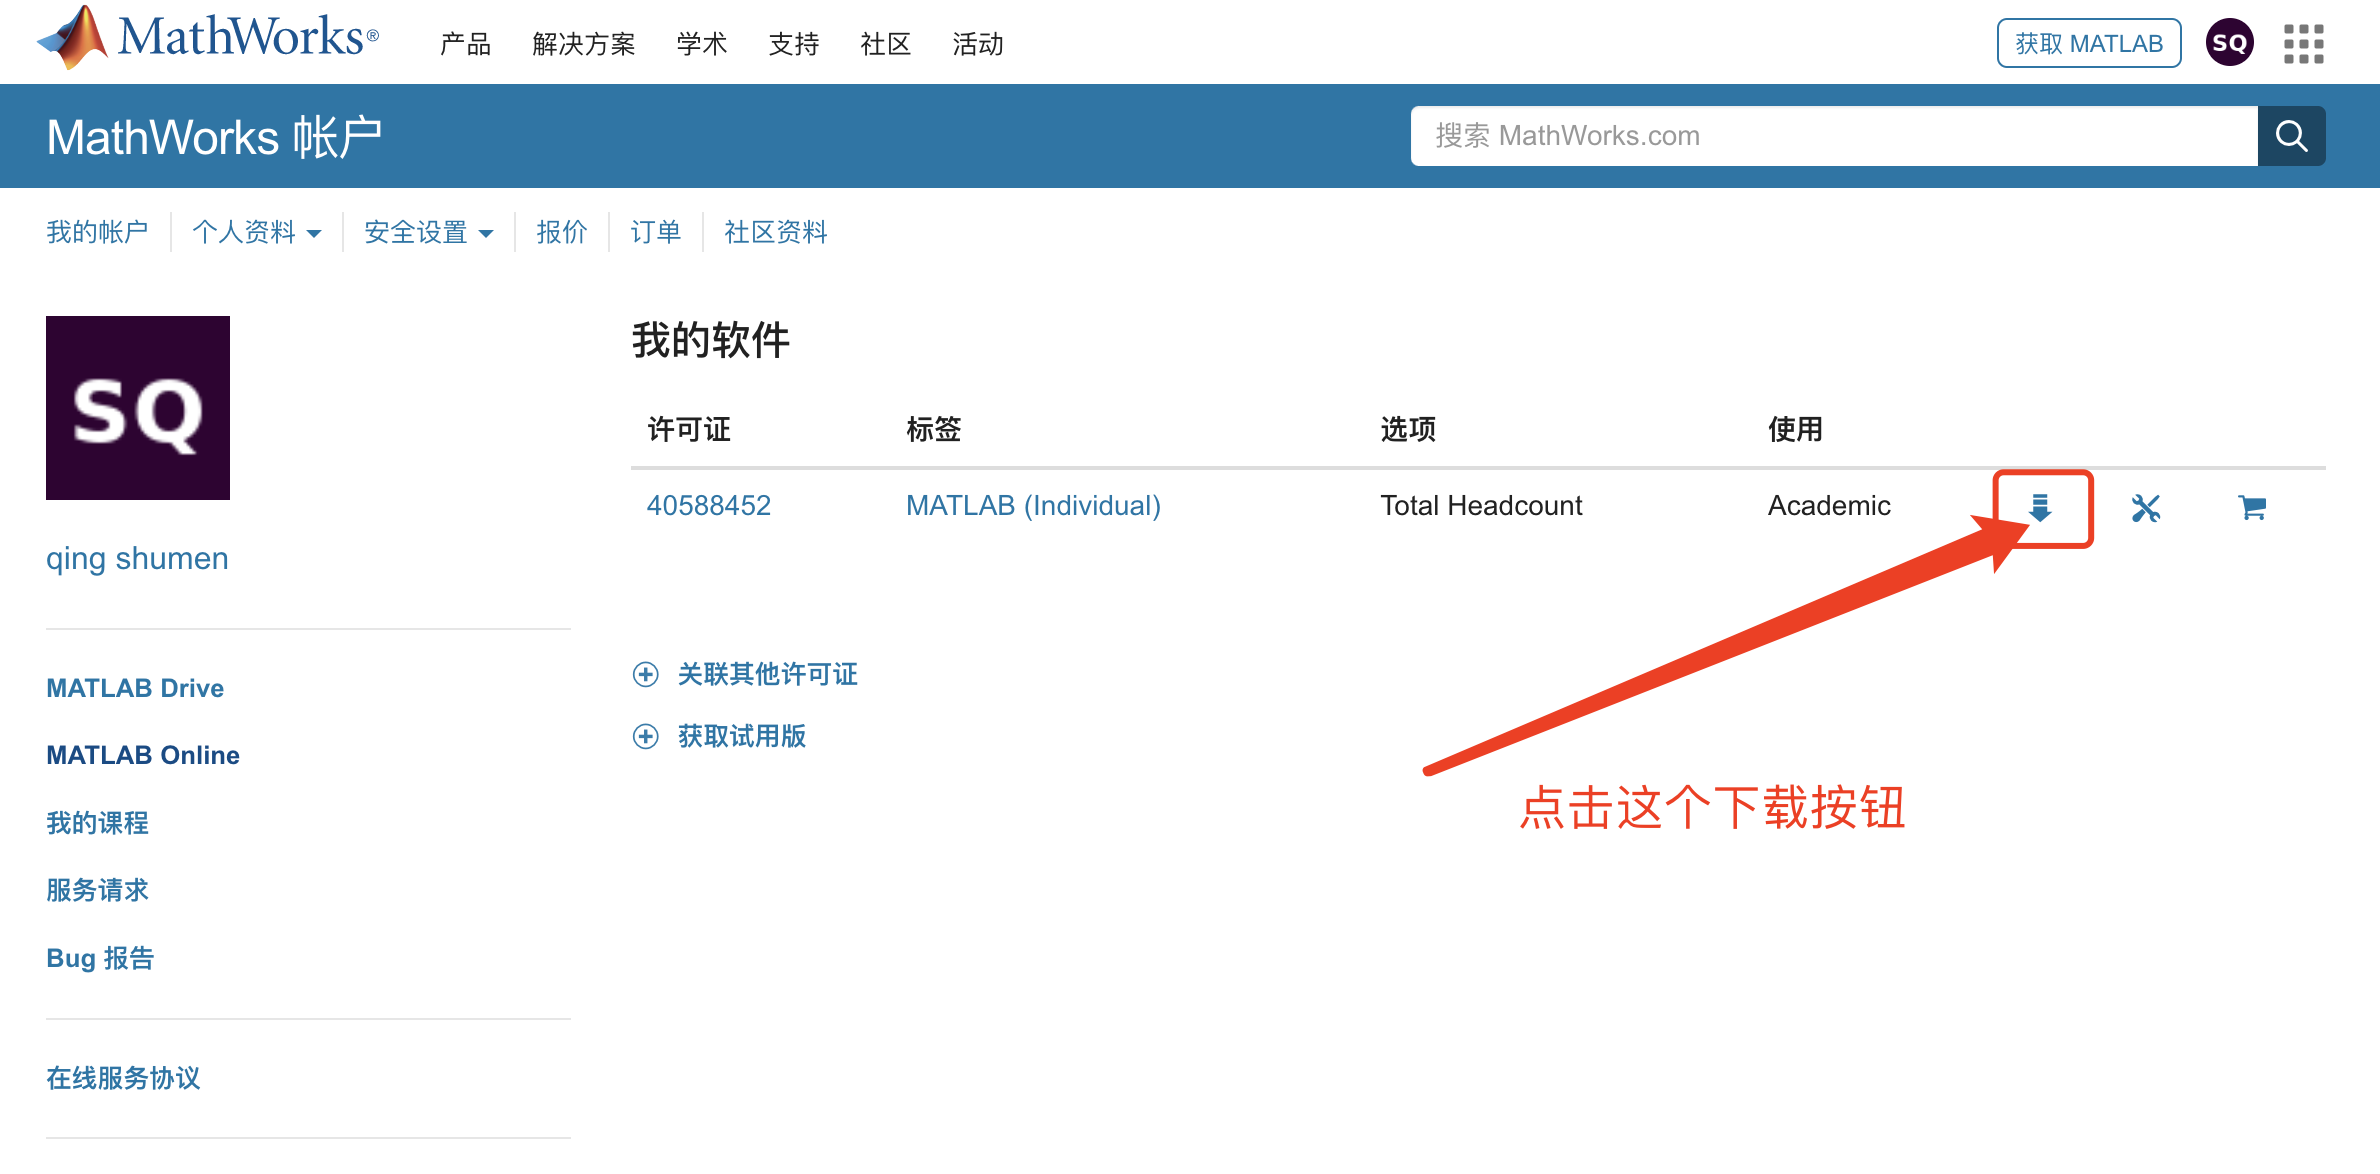 MathWorks®
产品 解决方案 学术 支持 社区 活动
获取 MATLAB
SQ
MathWorks 帐户
搜索 MathWorks.com
我的帐户 个人资料 安全设置 报价 订单 社区资料
SQ
qing shumen
MATLAB Drive
MATLAB Online
我的课程
服务请求
Bug 报告
在线服务协议
我的软件
许可证 标签 选项 使用
40588452 MATLAB (Individual) Total Headcount Academic
关联其他许可证
获取试用版
点击这个下载按钮